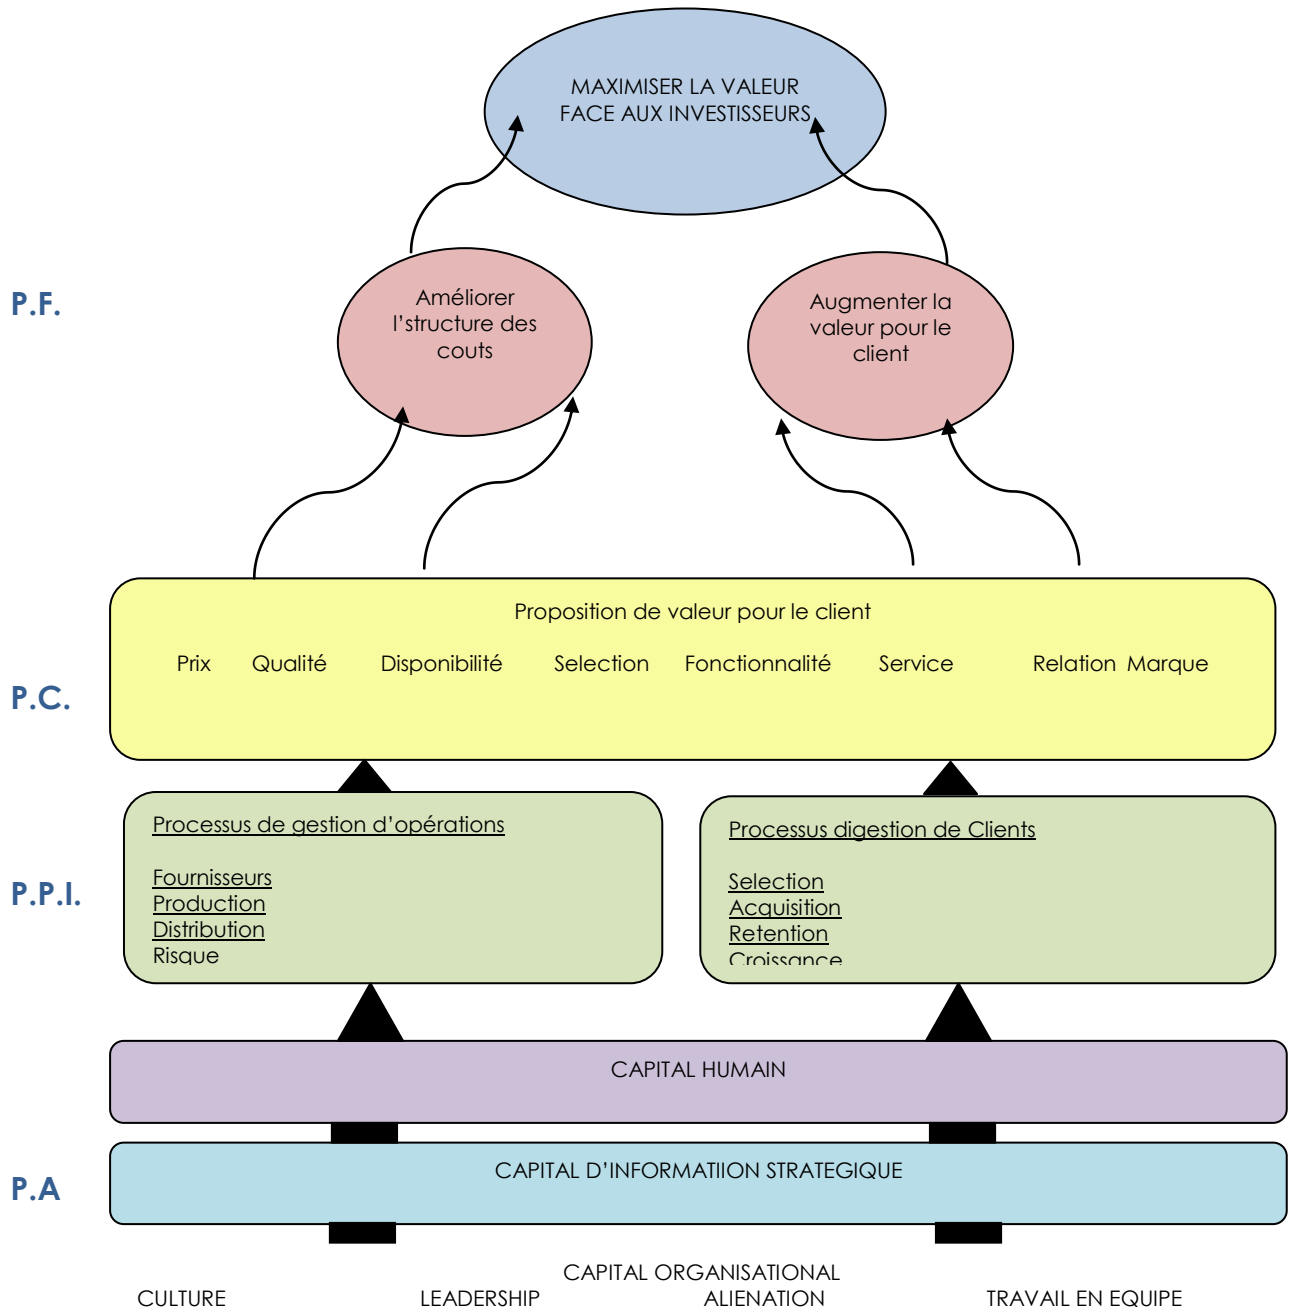 MAXIMISER LA VALEUR
FACE AUX INVESTISSEURS
P.F.
Améliorer
l’structure des
couts
Augmenter la
valeur pour le
client
Proposition de valeur pour le client
Prix Qualité Disponibilité Selection Fonctionnalité Service Relation Marque
P.C.
Processus de gestion d’opérations
Fournisseurs
Production
Distribution
Risque
Processus digestion de Clients
Selection
Acquisition
Retention
Croissance
P.P.I.
CAPITAL HUMAIN
CAPITAL D’INFORMATIION STRATEGIQUE
P.A
CAPITAL ORGANISATIONAL
CULTURE LEADERSHIP ALIENATION TRAVAIL EN EQUIPE